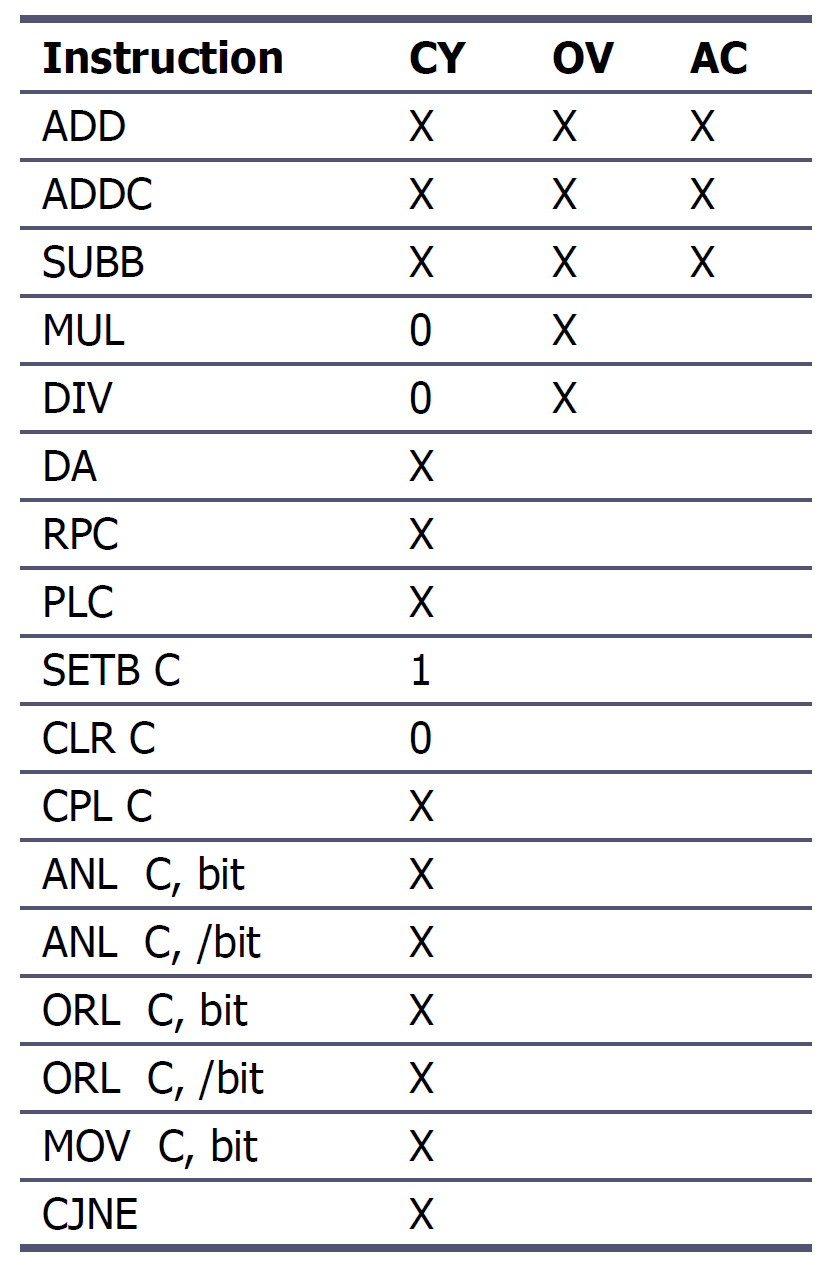 Instruction CY OV AC
ADD X X X
ADDC X X X
SUBB X X X
MUL 0 X
DIV 0 X
DA X
RPC X
PLC X
SETB C 1
CLR C 0
CPL C X
ANL C, bit X
ANL C, /bit X
ORL C, bit X
ORL C, /bit X
MOV C, bit X
CJNE X